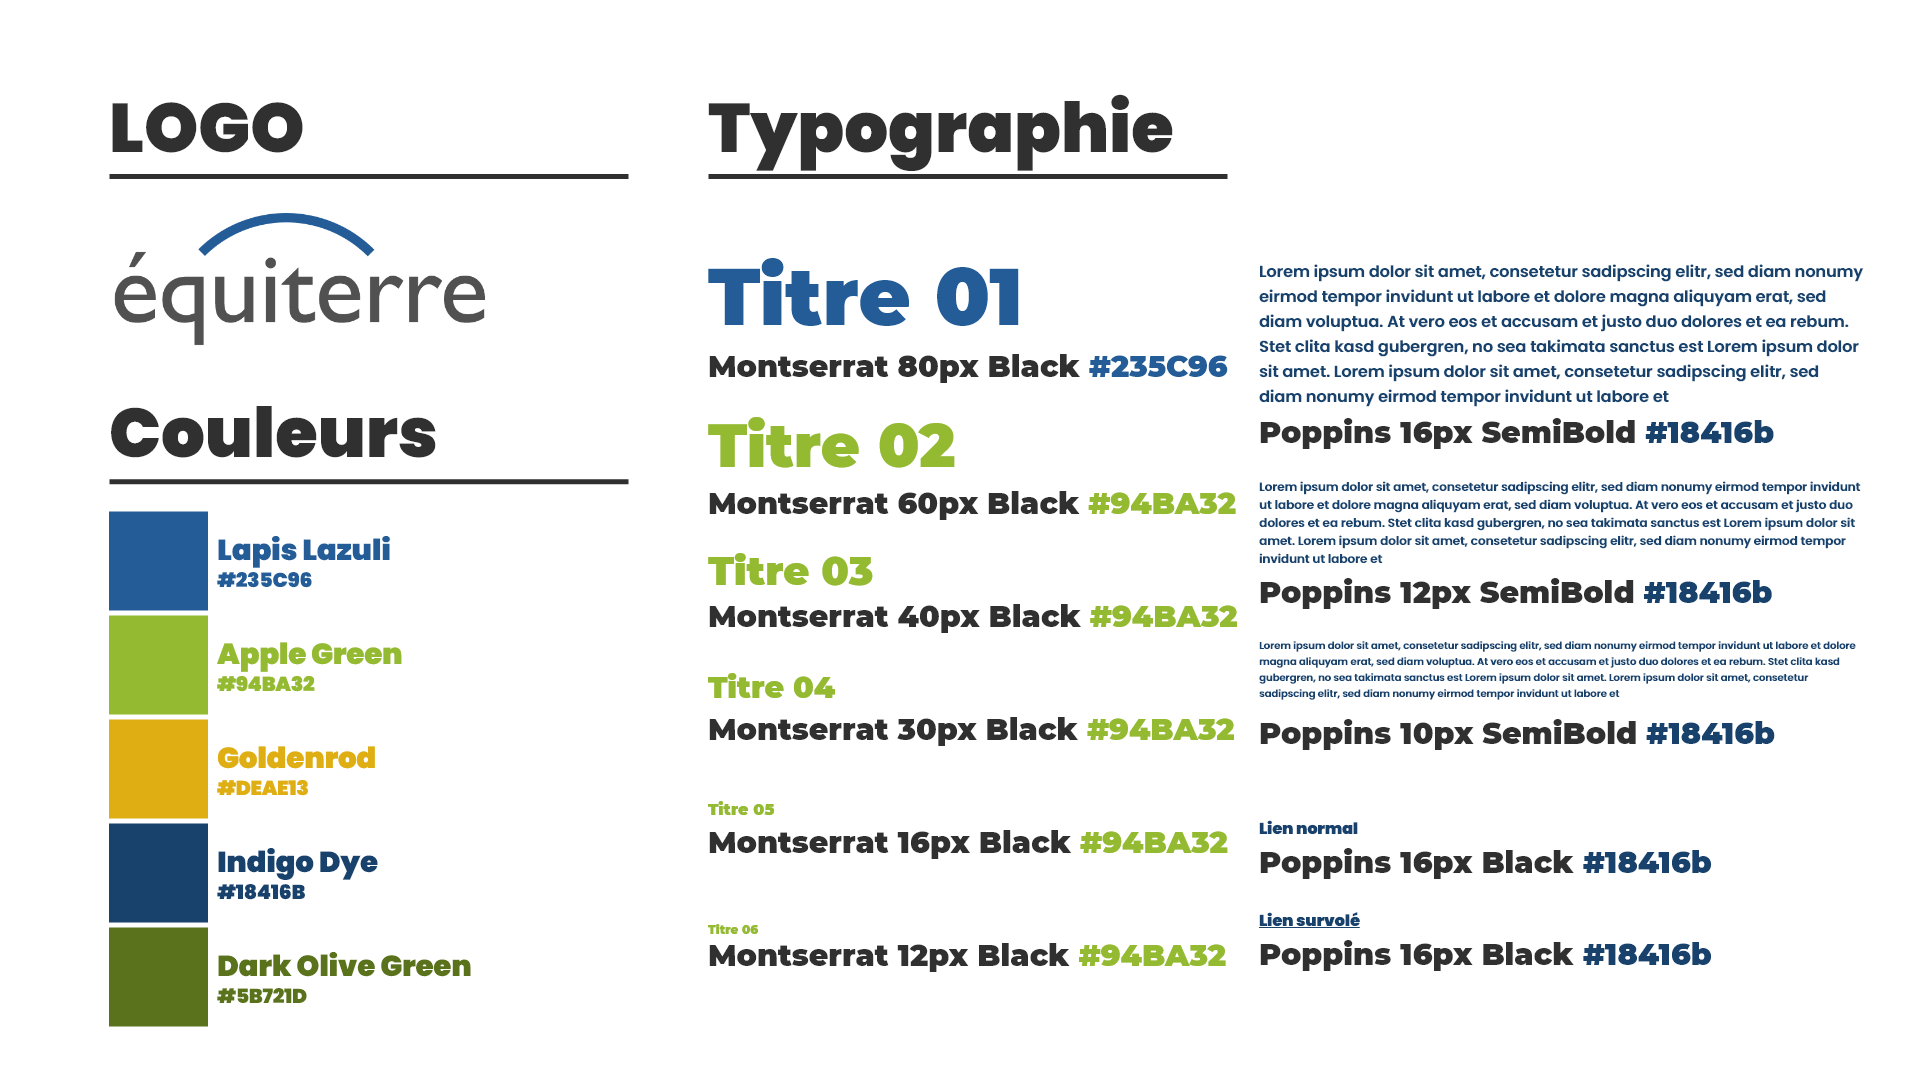 LOGO
équiterre
Couleurs
Lapis Lazuli
#235C96
Apple Green
#94BA32
Goldenrod
#DEAE13
Indigo Dye
#18416B
Dark Olive Green
#5B721D
Typographie
Titre 01
Montserrat 80px Black #235C96
Titre 02
Montserrat 60px Black #94BA32
Titre 03
Montserrat 40px Black #94BA32
Titre 04
Montserrat 30px Black #94BA32
Titre 05
Montserrat 16px Black #94BA32
Titre 06
Montserrat 12px Black #94BA32
Lorem ipsum dolor sit amet, consetetur sadipscing elitr, sed diam nonumy
eirmod tempor invidunt ut labore et dolore magna aliquyam erat, sed
diam voluptua. At vero eos et accusam et justo duo dolores et ea rebum.
Stet clita kasd gubergren, no sea takimata sanctus est Lorem ipsum dolor
sit amet. Lorem ipsum dolor sit amet, consetetur sadipscing elitr, sed
diam nonumy eirmod tempor invidunt ut labore et
Poppins 16px SemiBold #18416b
Lorem ipsum dolor sit amet, consetetur sadipscing elitr, sed diam nonumy eirmod tempor invidunt
ut labore et dolore magna aliquyam erat, sed diam voluptua. At vero eos et accusam et justo duo
dolores et ea rebum. Stet clita kasd gubergren, no sea takimata sanctus est Lorem ipsum dolor sit
amet. Lorem ipsum dolor sit amet, consetetur sadipscing elitr, sed diam nonumy eirmod tempor
invidunt ut labore et
Poppins 12px SemiBold #18416b
Lorem ipsum dolor sit amet, consetetur sadipscing elitr, sed diam nonumy eirmod tempor invidunt ut labore et dolore
magna aliquyam erat, sed diam voluptua. At vero eos et accusam et justo duo dolores et ea rebum. Stet clita kasd
gubergren, no sea takimata sanctus est Lorem ipsum dolor sit amet. Lorem ipsum dolor sit amet, consetetur
sadipscing elitr, sed diam nonumy eirmod tempor invidunt ut labore et
Poppins 10px SemiBold #18416b
Lien normal
Poppins 16px Black #18416b
Lien survolé
Poppins 16px Black #18416b